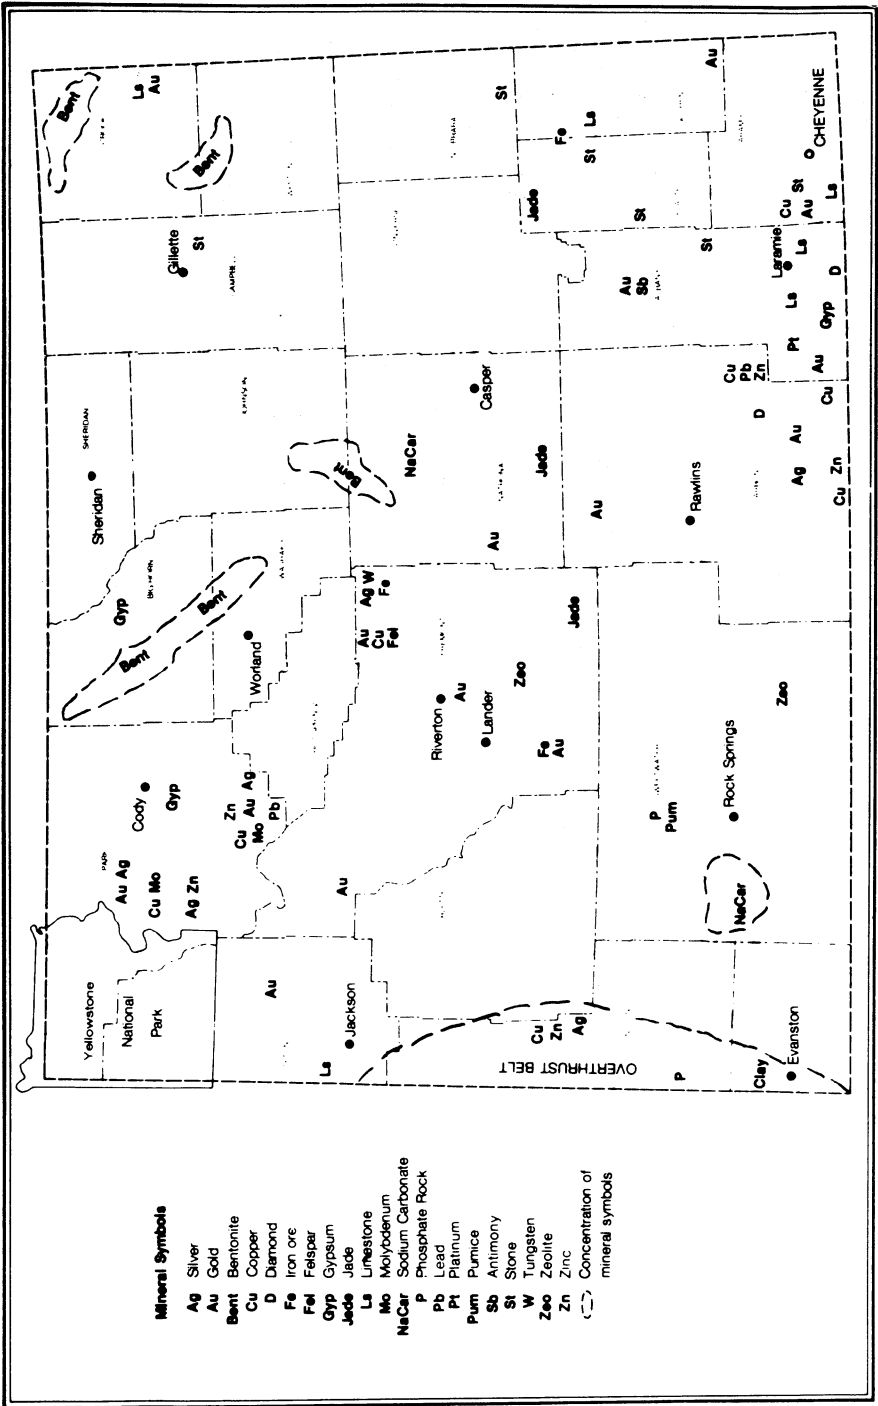 Yellowstone
National
Park
PARK
Au Ag
Cu Mo
Ag Zn
Cody
Gyp
Zn
Cu Au Ag
Mo Pb
Bent
Bent
Gyp
Sheridan
SHERIDAN
Worland
Gillette
St
Bent
Ls
Au
Bent
Au
Ls
Jackson
Au
Au W
Cu Fe
Fel
Ag
Bent
NaCar
Casper
Riverton
Au
Lander
Zeo
Fe
Au
Jade
Au
Jade
Jade
St
Cu
Zn
Ag
OVERTHRUST BELT
Au
Fe
St Ls
Au
Sb
St
St
Au
P
P
Pum
Rock Springs
NaCar
Zeo
Rawlins
Cu
Pb
Zn
D
Ag Au
Cu Zn
Cu
Au
Pt
Ls
Gyp
D
Laramie
Ls
Cu St
Au
Ls
CHEYENNE
Clay
Evanston
Mineral Symbols
Ag Silver
Au Gold
Bent Bentonite
Cu Copper
D Diamond
Fe Iron ore
Fel Felspar
Gyp Gypsum
Jade Jade
Ls Limestone
Mo Molybdenum
NaCar Sodium Carbonate
P Phosphate Rock
Pb Lead
Pt Platinum
Pum Pumice
Sb Antimony
St Stone
W Tungsten
Zeo Zeolite
Zn Zinc
Concentration of
mineral symbols